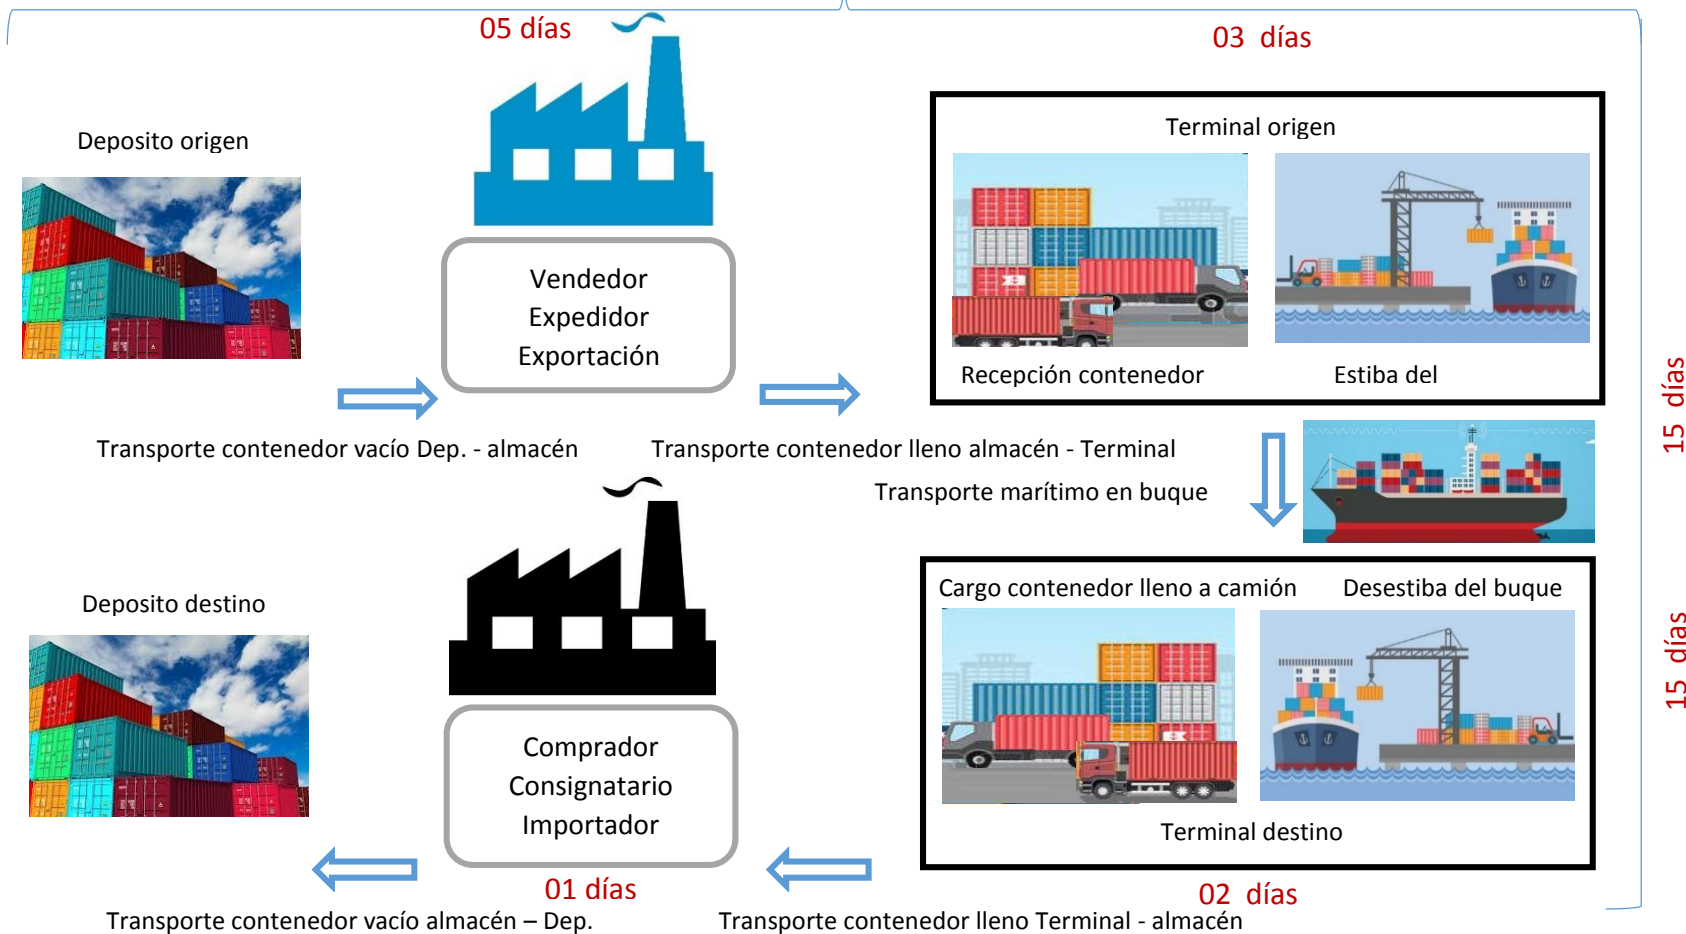 05 días
03 días
Deposito origen
Vendedor
Expedidor
Exportación
Terminal origen
Recepción contenedor
Estiba del
Transporte contenedor vacío Dep. - almacén
Transporte contenedor lleno almacén - Terminal
Transporte marítimo en buque
15 días
Deposito destino
Comprador
Consignatario
Importador
Cargo contenedor lleno a camión
Desestiba del buque
Terminal destino
15 días
01 días
02 días
Transporte contenedor vacío almacén – Dep.
Transporte contenedor lleno Terminal - almacén